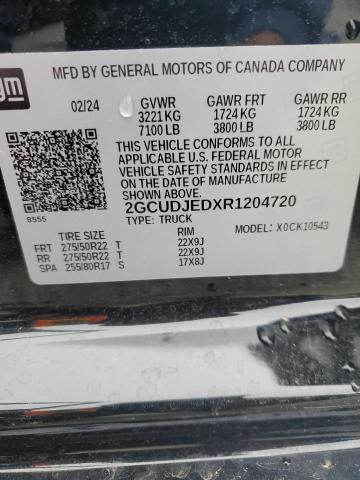 gm
MFD BY GENERAL MOTORS OF CANADA COMPANY
02/24 GVWR GAWR FRT GAWR RR
3221 KG 1724 KG 1724 KG
7100 LB 3800 LB 3800 LB
THIS VEHICLE CONFORMS TO ALL
APPLICABLE U.S. FEDERAL MOTOR
VEHICLE SAFETY STANDARDS IN
EFFECT ON THE DATE OF MANUFACTURE
SHOWN ABOVE.
8555
2GCUDJEDXR1204720
TYPE: TRUCK
MODEL: X0CK10543
TIRE SIZE RIM
FRT 275/50R22 T 22X9J
RR 275/50R22 T 22X9J
SPA 255/80R17 S 17X8J